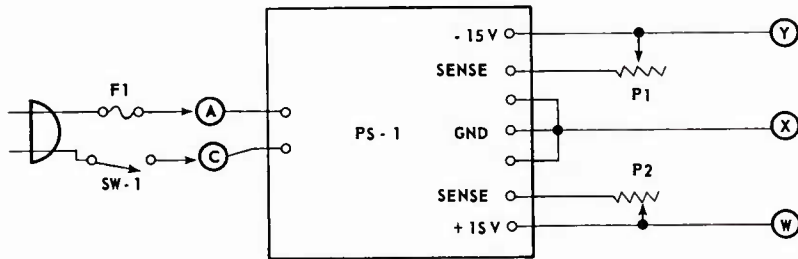 - 15V
Y
SENSE
F1
P1
A
PS - 1
GND
X
C
SW - 1
P2
SENSE
+ 15V
W